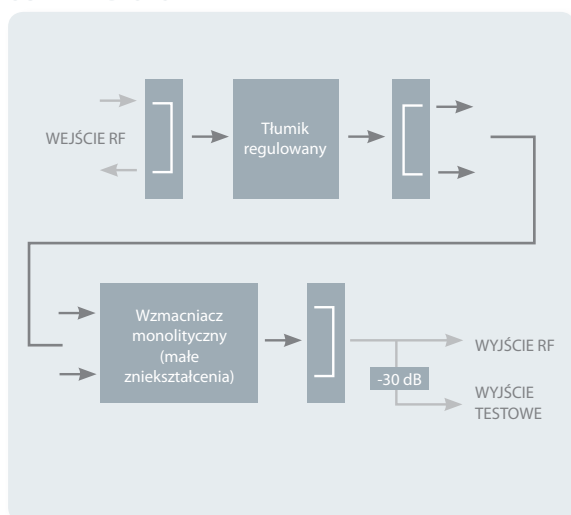 WEJŚCIE RF
Tłumik
regulowany
Wzmacniacz
monolityczny
(małe
zniekształcenia)
WYJŚCIE RF
-30 dB
WYJŚCIE
TESTOWE